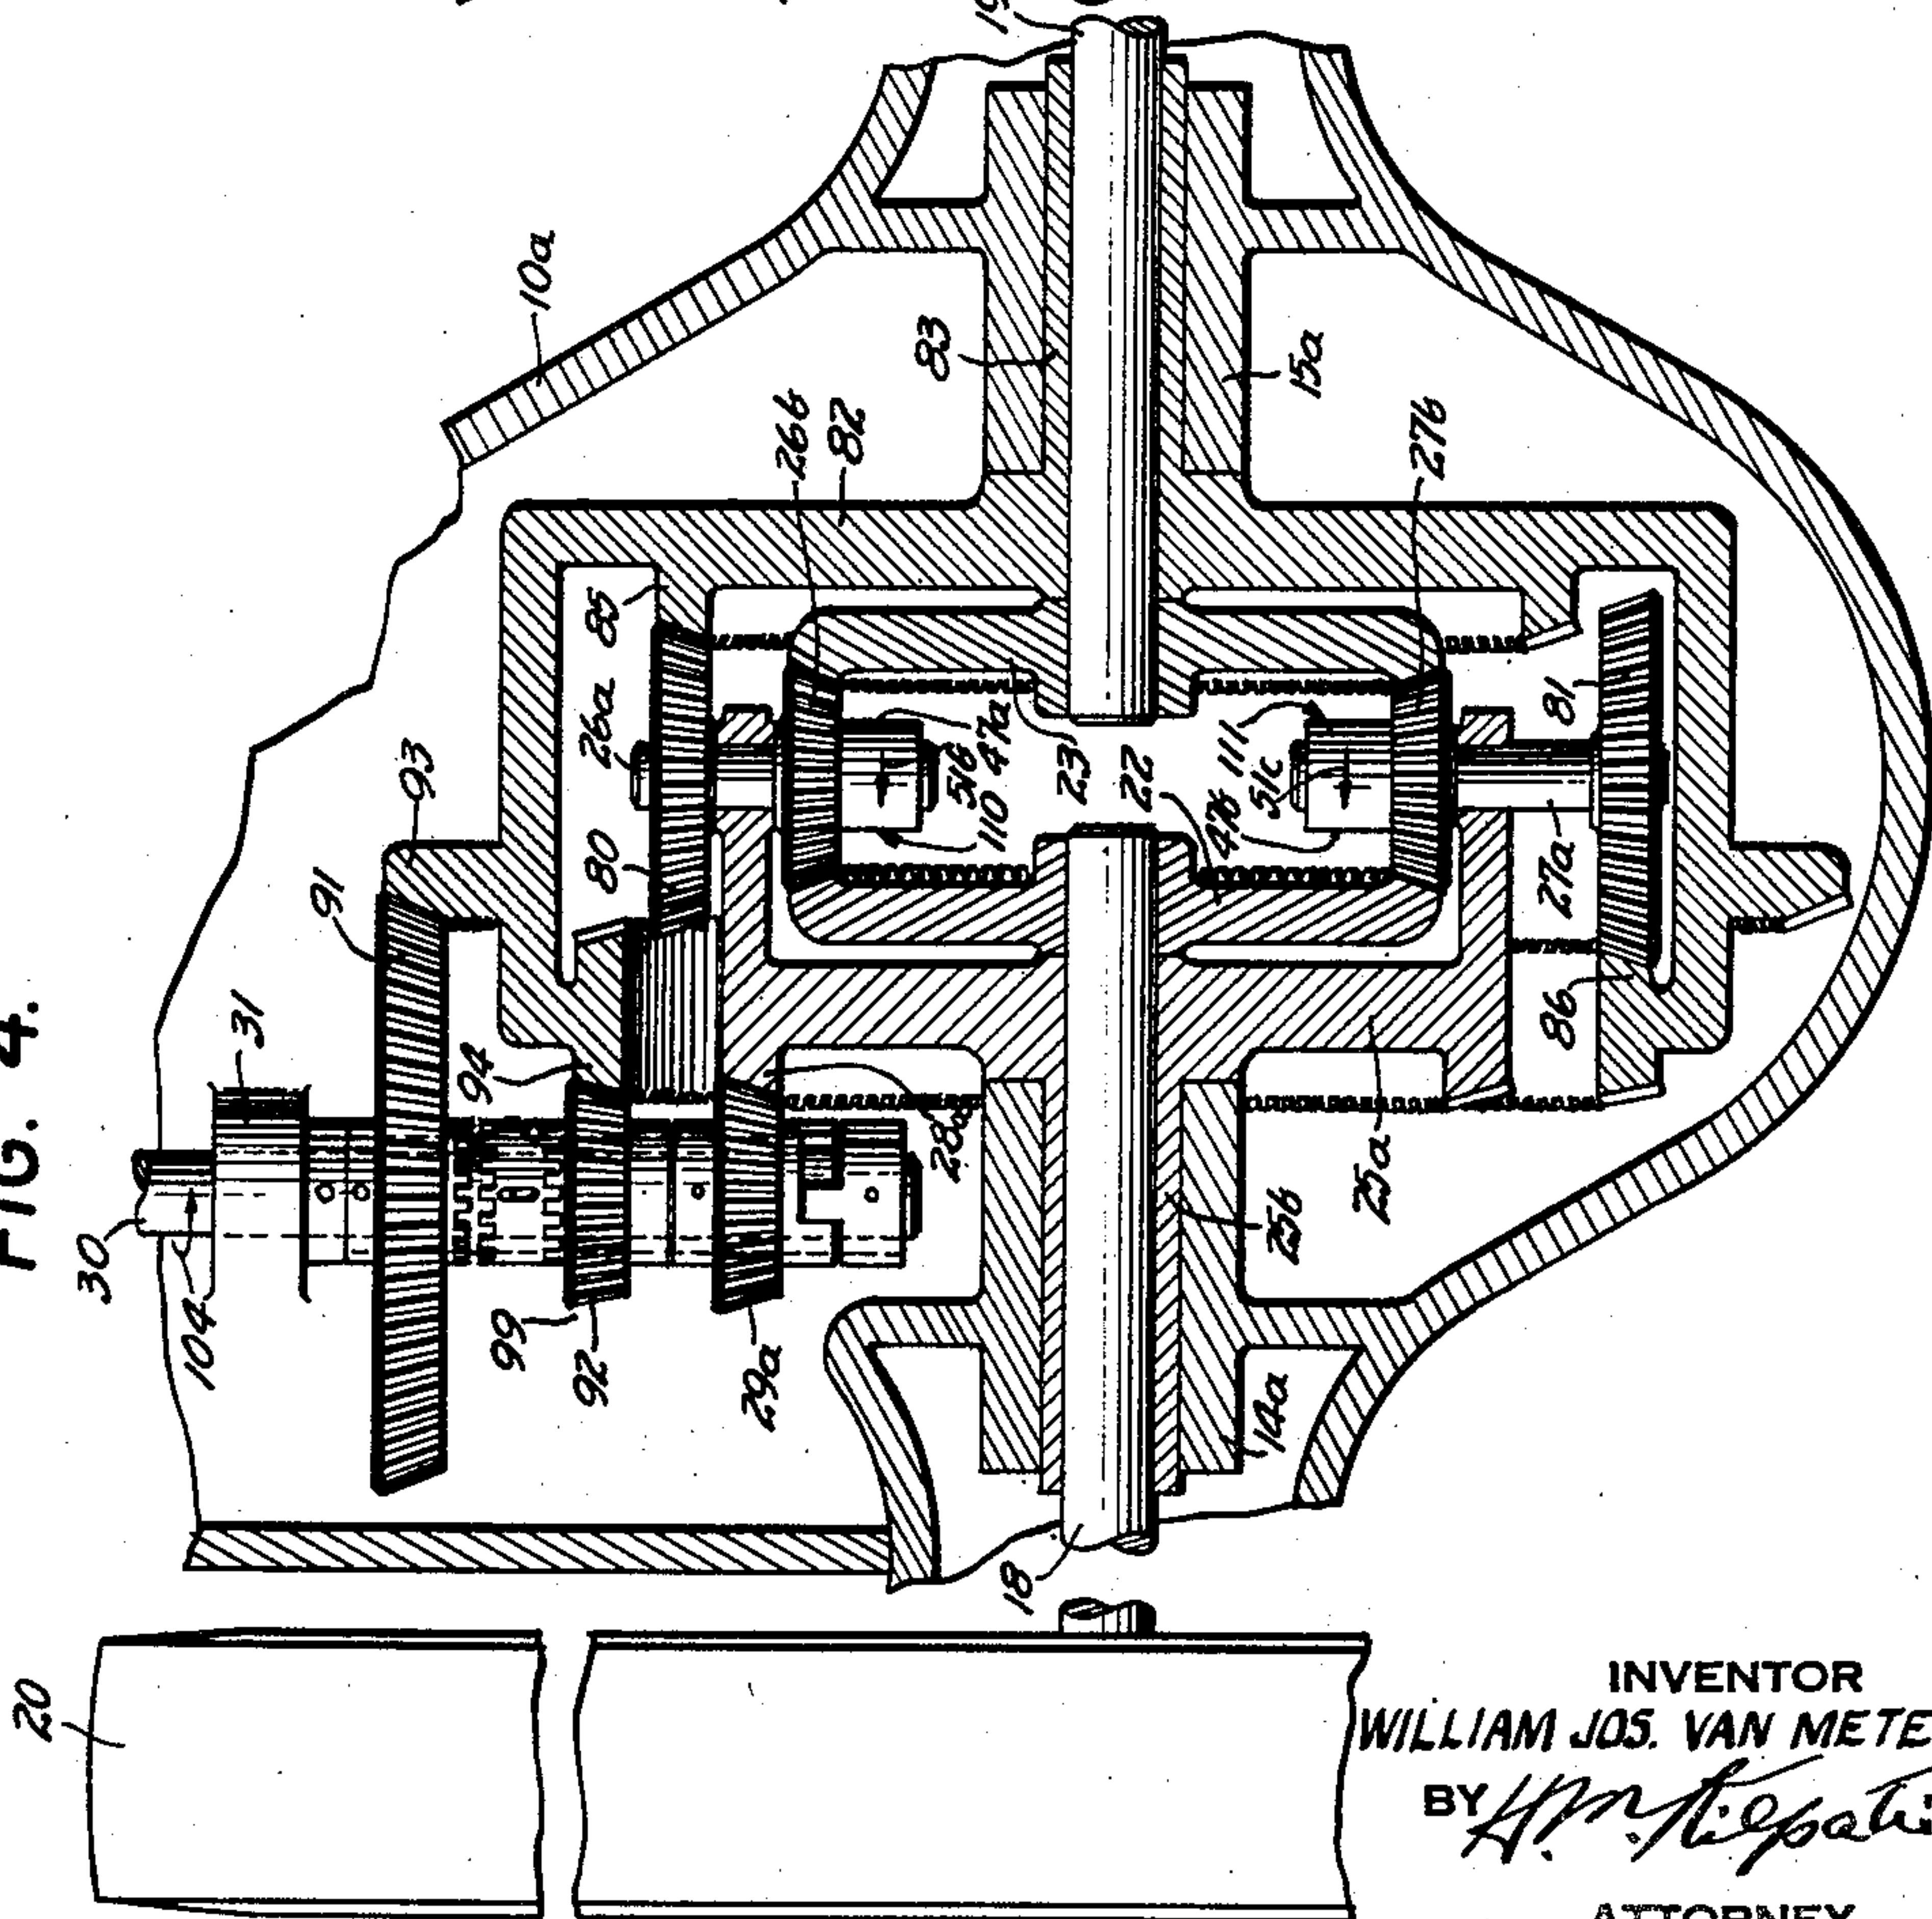 FIG. 4.
10a
83
15a
26b
82
27b
85
26a
81
93
51b
47a
110
23
22
47b
111
51c
80
27a
91
86
31
94
28a
30
104
25a
25b
99
92
29a
14a
18
20
INVENTOR
WILLIAM JOS. VAN METE
BY
ATTORNEY